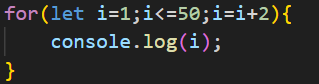 for(let i=1;i<=50;i=i+2){
    console.log(i);
}